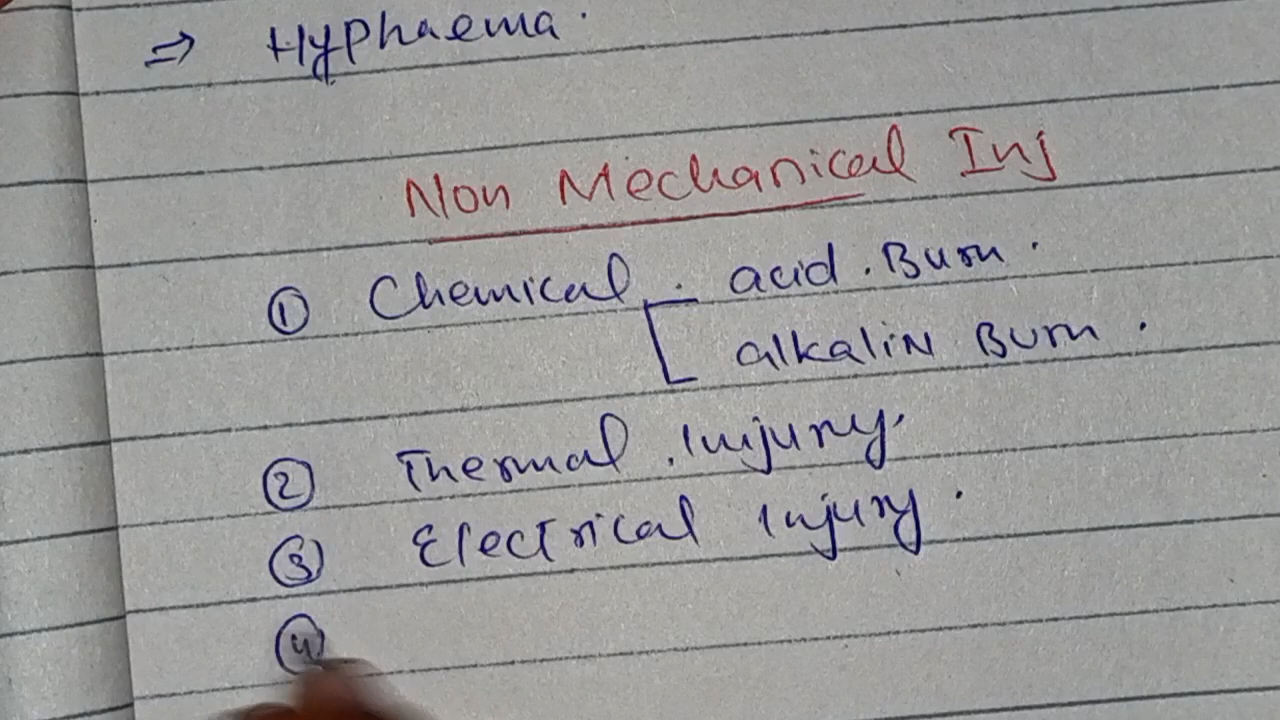 ⇒ Hyphaema.
Non Mechanical Inj
① Chemical . acid . Burn .
alkalin Burn .
② Thermal . Injury.
③ Electrical Injury .
④